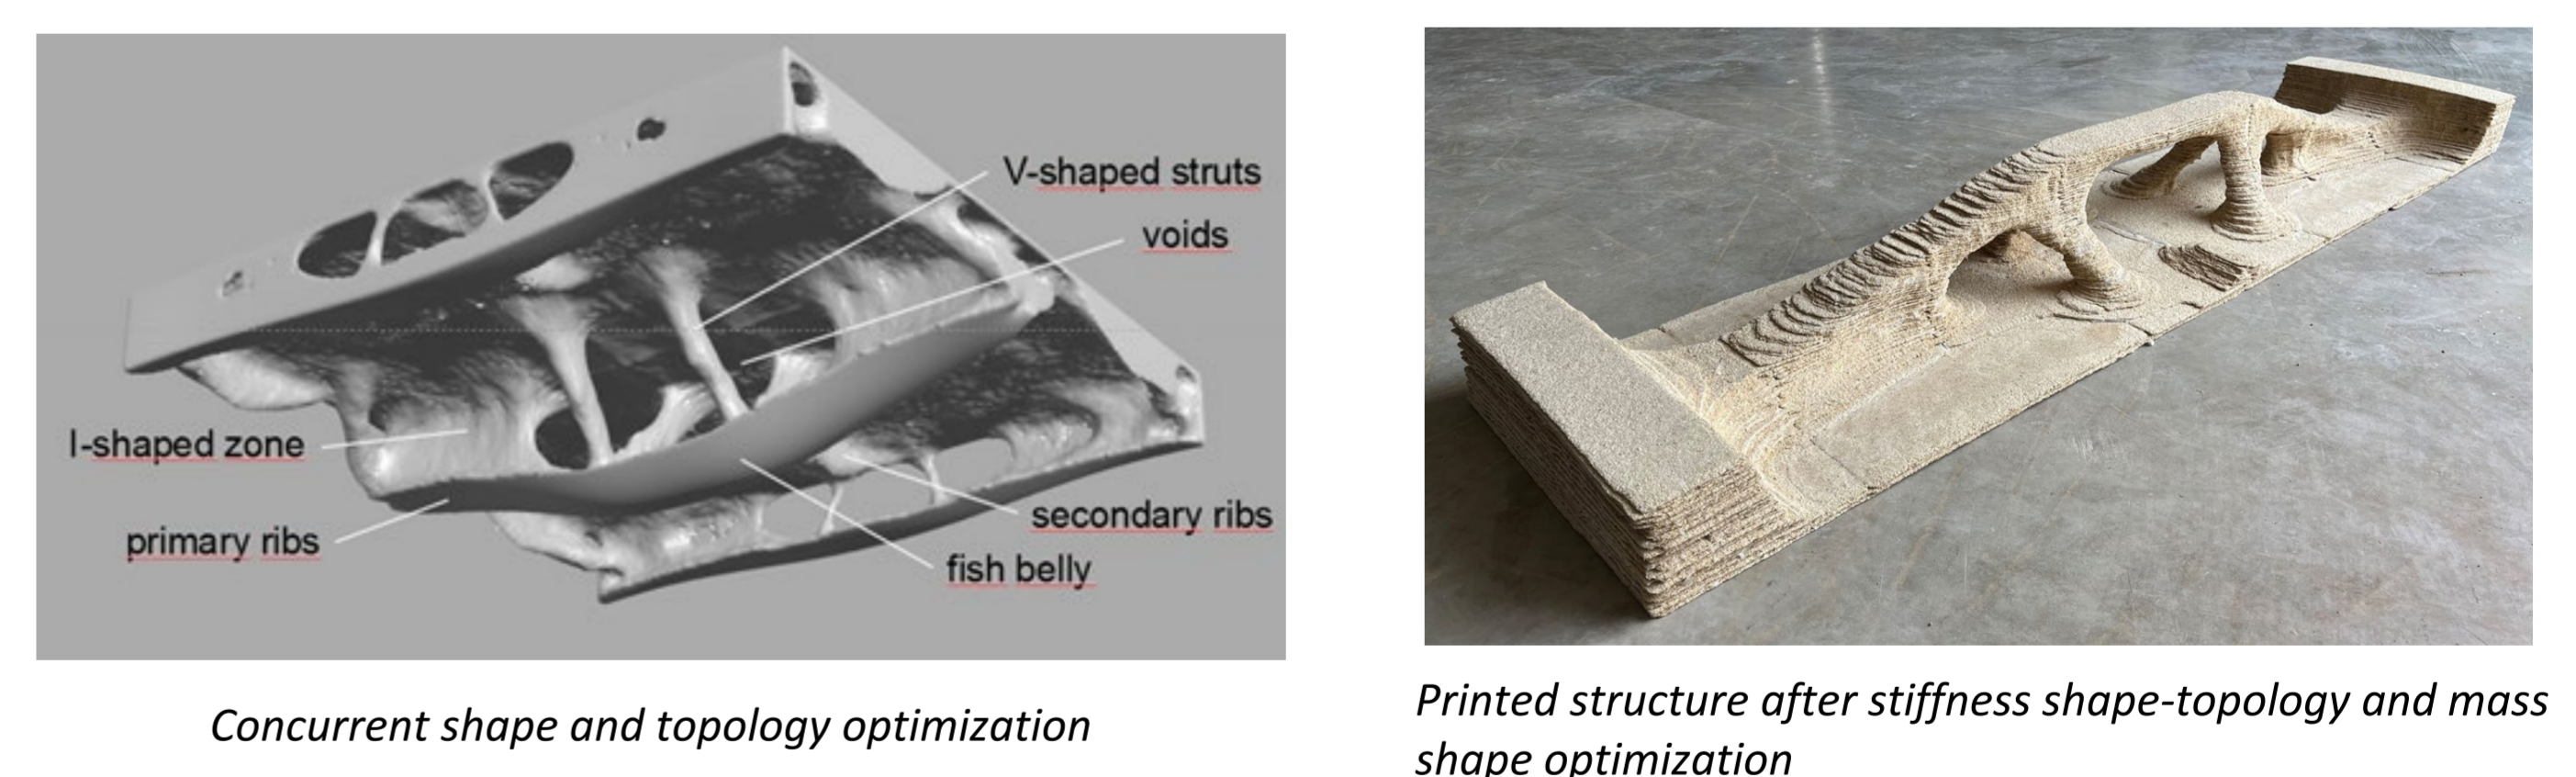 V-shaped struts
voids
I-shaped zone
primary ribs
secondary ribs
fish belly
Concurrent shape and topology optimization
Printed structure after stiffness shape-topology and mass
shape optimization